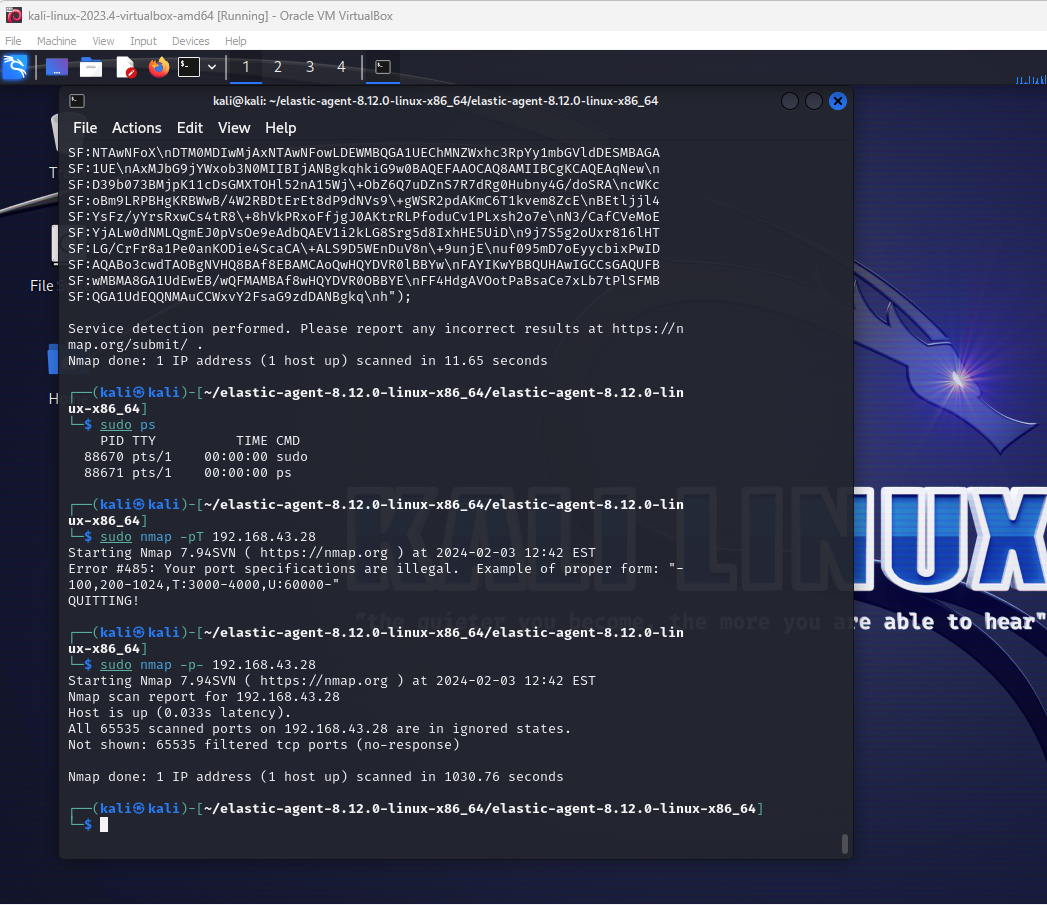 kali-linux-2023.4-virtualbox-amd64 [Running] - Oracle VM VirtualBox
File Machine View Input Devices Help
1 2 3 4
kali@kali: ~/elastic-agent-8.12.0-linux-x86_64/elastic-agent-8.12.0-linux-x86_64
File Actions Edit View Help
SF:NTAwNFoX\nDTM0MDIwMjAxNTAwNFowLDEWMBQGA1UEChMNZWxhc3RpYy1mbGVldDESMBAGA
SF:1UE\nAxMJbG9jYWxob3N0MIIBIjANBgkqhkiG9w0BAQEFAAOCAQ8AMIIBCgKCAQEAqNew\n
SF:D39b073BMjpK11cDsGMXTOHl52nA15Wj\+ObZ6Q7uDZnS7R7dRg0Hubny4G/doSRA\ncWKc
SF:oBm9LRPBHgKRBWwB/4W2RBDtErEt8dP9dNVs9\+gWSR2pdAKmC6T1kvem8ZcE\nBEtljjl4
SF:YsFz/yYrsRxwCs4tR8\+8hVkPRxoFfjgJ0AKtrRLPfoduCv1PLxsh2o7e\nN3/CafCVeMoE
SF:YjALw0dNMLQgmEJ0pVsOe9eAdbQAEV1i2kLG8Srg5d8IxhHE5UiD\n9j7S5g2oUxr816lHT
SF:LG/CrFr8a1Pe0anKODie4ScaCA\+ALS9D5WEnDuV8n\+9unjE\nuf095mD7oEyycbixPwID
SF:AQABo3cwdTAOBgNVHQ8BAf8EBAMCAoQwHQYDVR0lBBYw\nFAYIKwYBBQUHAwIGCCsGAQUFB
SF:wMBMA8GA1UdEwEB/wQFMAMBAf8wHQYDVR0OBBYE\nFF4HdgAVOotPaBsaCe7xLb7tPlSFMB
SF:QGA1UdEQQNMAuCCWxvY2FsaG9zdDANBgkq\nh");
Service detection performed. Please report any incorrect results at https://n
map.org/submit/ .
Nmap done: 1 IP address (1 host up) scanned in 11.65 seconds
┌──(kali㉿kali)-[~/elastic-agent-8.12.0-linux-x86_64/elastic-agent-8.12.0-lin
ux-x86_64]
└─$ sudo ps
PID TTY          TIME CMD
88670 pts/1    00:00:00 sudo
88671 pts/1    00:00:00 ps
┌──(kali㉿kali)-[~/elastic-agent-8.12.0-linux-x86_64/elastic-agent-8.12.0-lin
ux-x86_64]
└─$ sudo nmap -pT 192.168.43.28
Starting Nmap 7.94SVN ( https://nmap.org ) at 2024-02-03 12:42 EST
Error #485: Your port specifications are illegal.  Example of proper form: "-
100,200-1024,T:3000-4000,U:60000-"
QUITTING!
┌──(kali㉿kali)-[~/elastic-agent-8.12.0-linux-x86_64/elastic-agent-8.12.0-lin
ux-x86_64]
└─$ sudo nmap -p- 192.168.43.28
Starting Nmap 7.94SVN ( https://nmap.org ) at 2024-02-03 12:42 EST
Nmap scan report for 192.168.43.28
Host is up (0.033s latency).
All 65535 scanned ports on 192.168.43.28 are in ignored states.
Not shown: 65535 filtered tcp ports (no-response)
Nmap done: 1 IP address (1 host up) scanned in 1030.76 seconds
┌──(kali㉿kali)-[~/elastic-agent-8.12.0-linux-x86_64/elastic-agent-8.12.0-linux-x86_64]
└─$
File
KALI LINUX
"the quieter you become, the more you are able to hear"